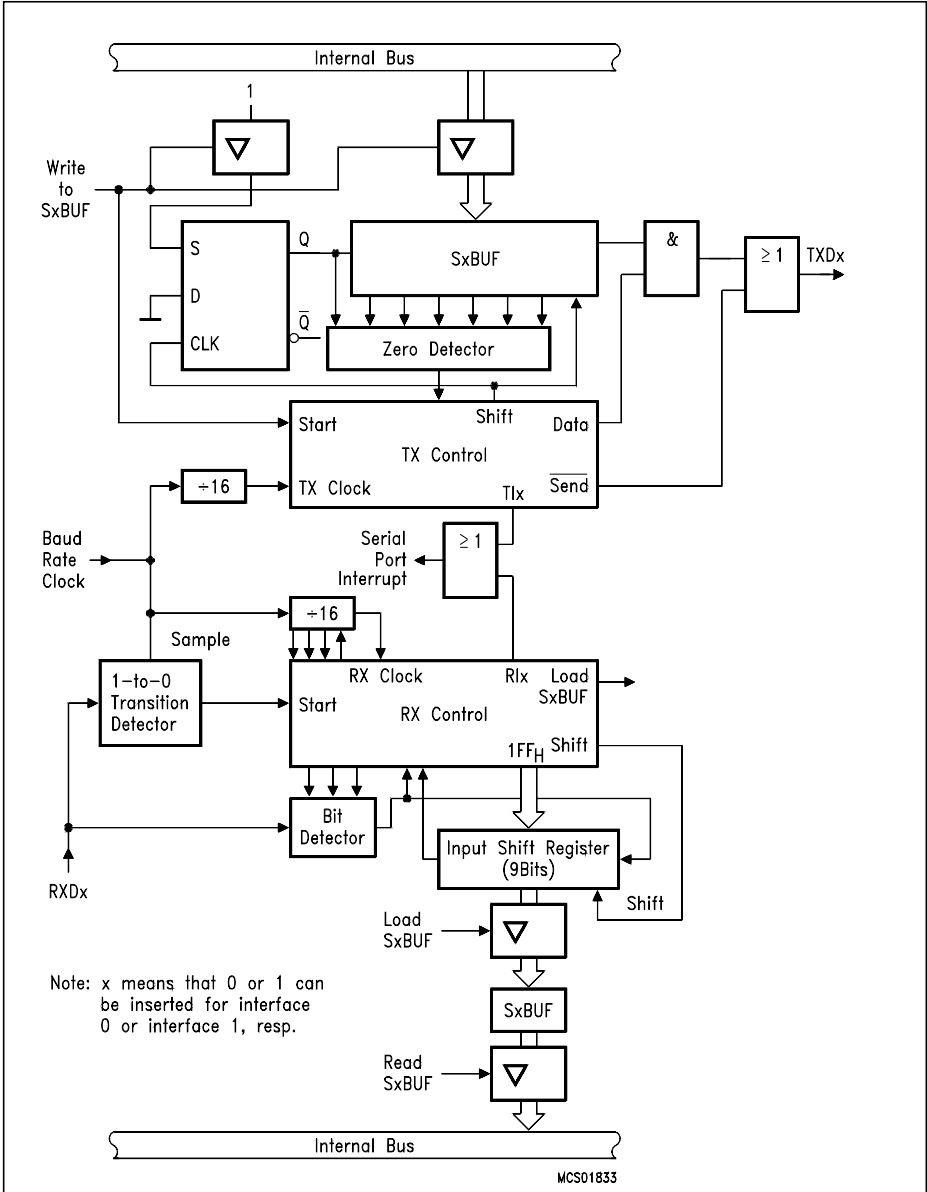 Internal Bus
1
Write
to
SxBUF
S
D
CLK
Q
Q̅
SxBUF
&
≥1
TXDx
Zero Detector
Shift
Start
Data
TX Control
÷16
TX Clock
TIx
S̅e̅n̅d̅
Baud
Rate
Clock
Serial
Port
Interrupt
≥1
÷16
Sample
1-to-0
Transition
Detector
RX Clock
RIx
Load
SxBUF
Start
RX Control
1FFH
Shift
Bit
Detector
RXDx
Input Shift Register
(9Bits)
Shift
Load
SxBUF
Note: x means that 0 or 1 can
be inserted for interface
0 or interface 1, resp.
SxBUF
Read
SxBUF
Internal Bus
MCS01833